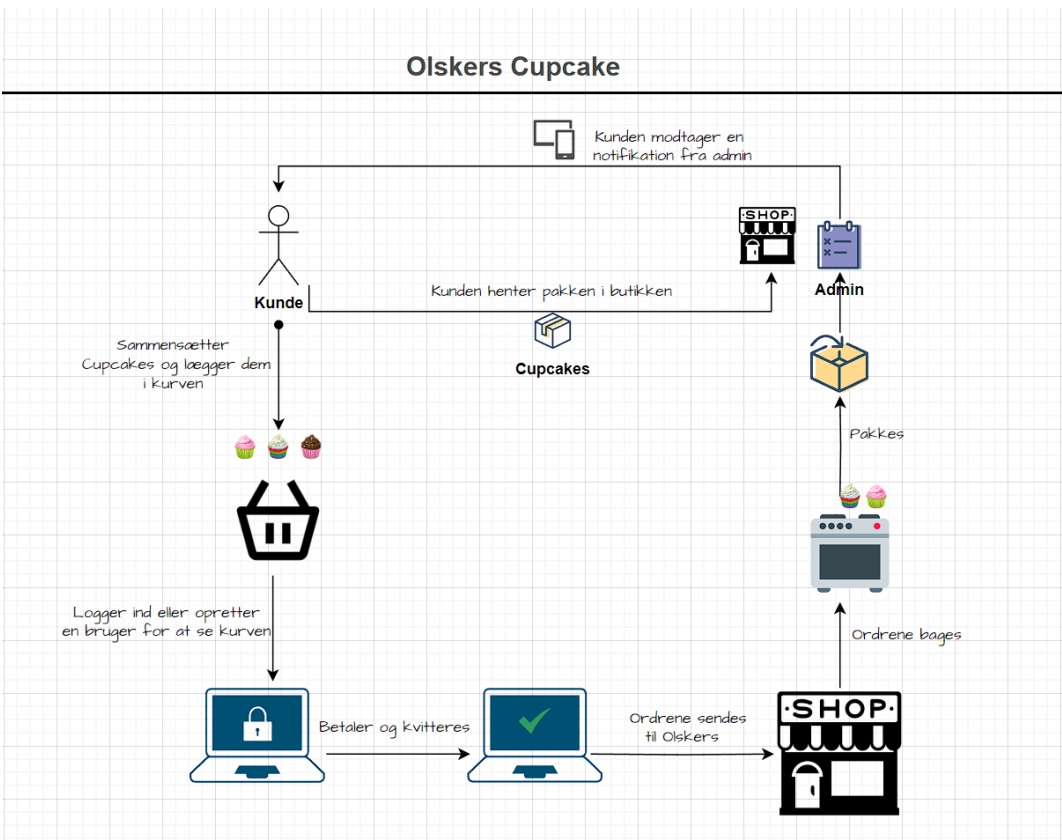 Olskers Cupcake
Kunden modtager en
notifikation fra admin
·SHOP·
Admin
Kunde
Kunden henter pakken i butikken
Cupcakes
Sammensætter
Cupcakes og lægger dem
i kurven
Pakkes
Logger ind eller opretter
en bruger for at se kurven
Ordrene bages
Betaler og kvitteres
Ordrene sendes
til Olskers
·SHOP·